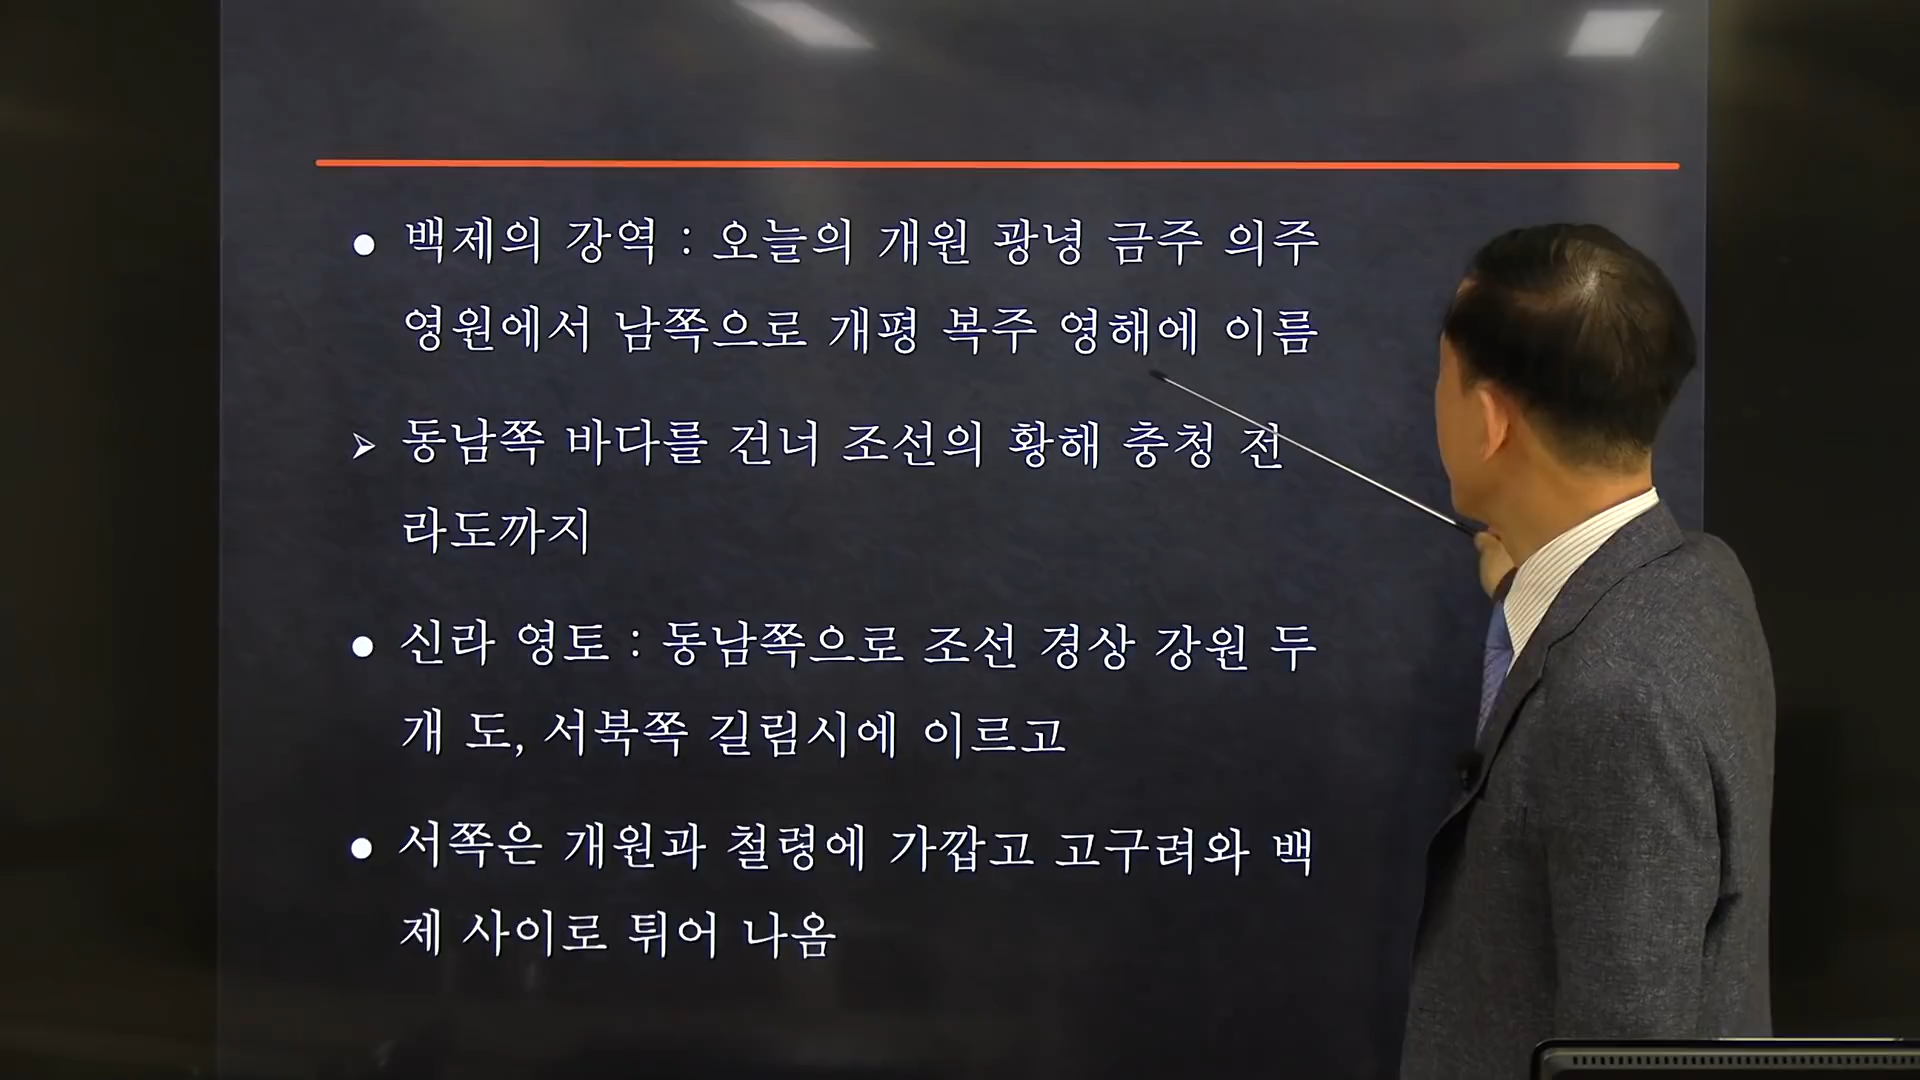 ● 백제의 강역 : 오늘의 개원 광녕 금주 의주
영원에서 남쪽으로 개평 복주 영해에 이름
➢ 동남쪽 바다를 건너 조선의 황해 충청 전
라도까지
● 신라 영토 : 동남쪽으로 조선 경상 강원 두
개 도, 서북쪽 길림시에 이르고
● 서쪽은 개원과 철령에 가깝고 고구려와 백
제 사이로 튀어 나옴